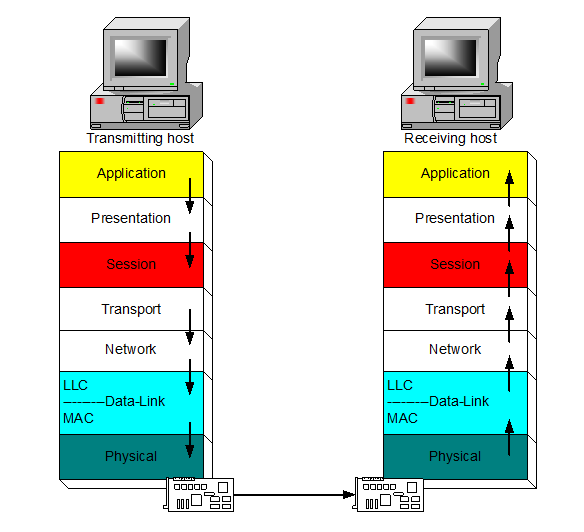 Transmitting host
Application
Presentation
Session
Transport
Network
LLC
--------Data-Link
MAC
Physical
Receiving host
Application
Presentation
Session
Transport
Network
LLC
--------Data-Link
MAC
Physical